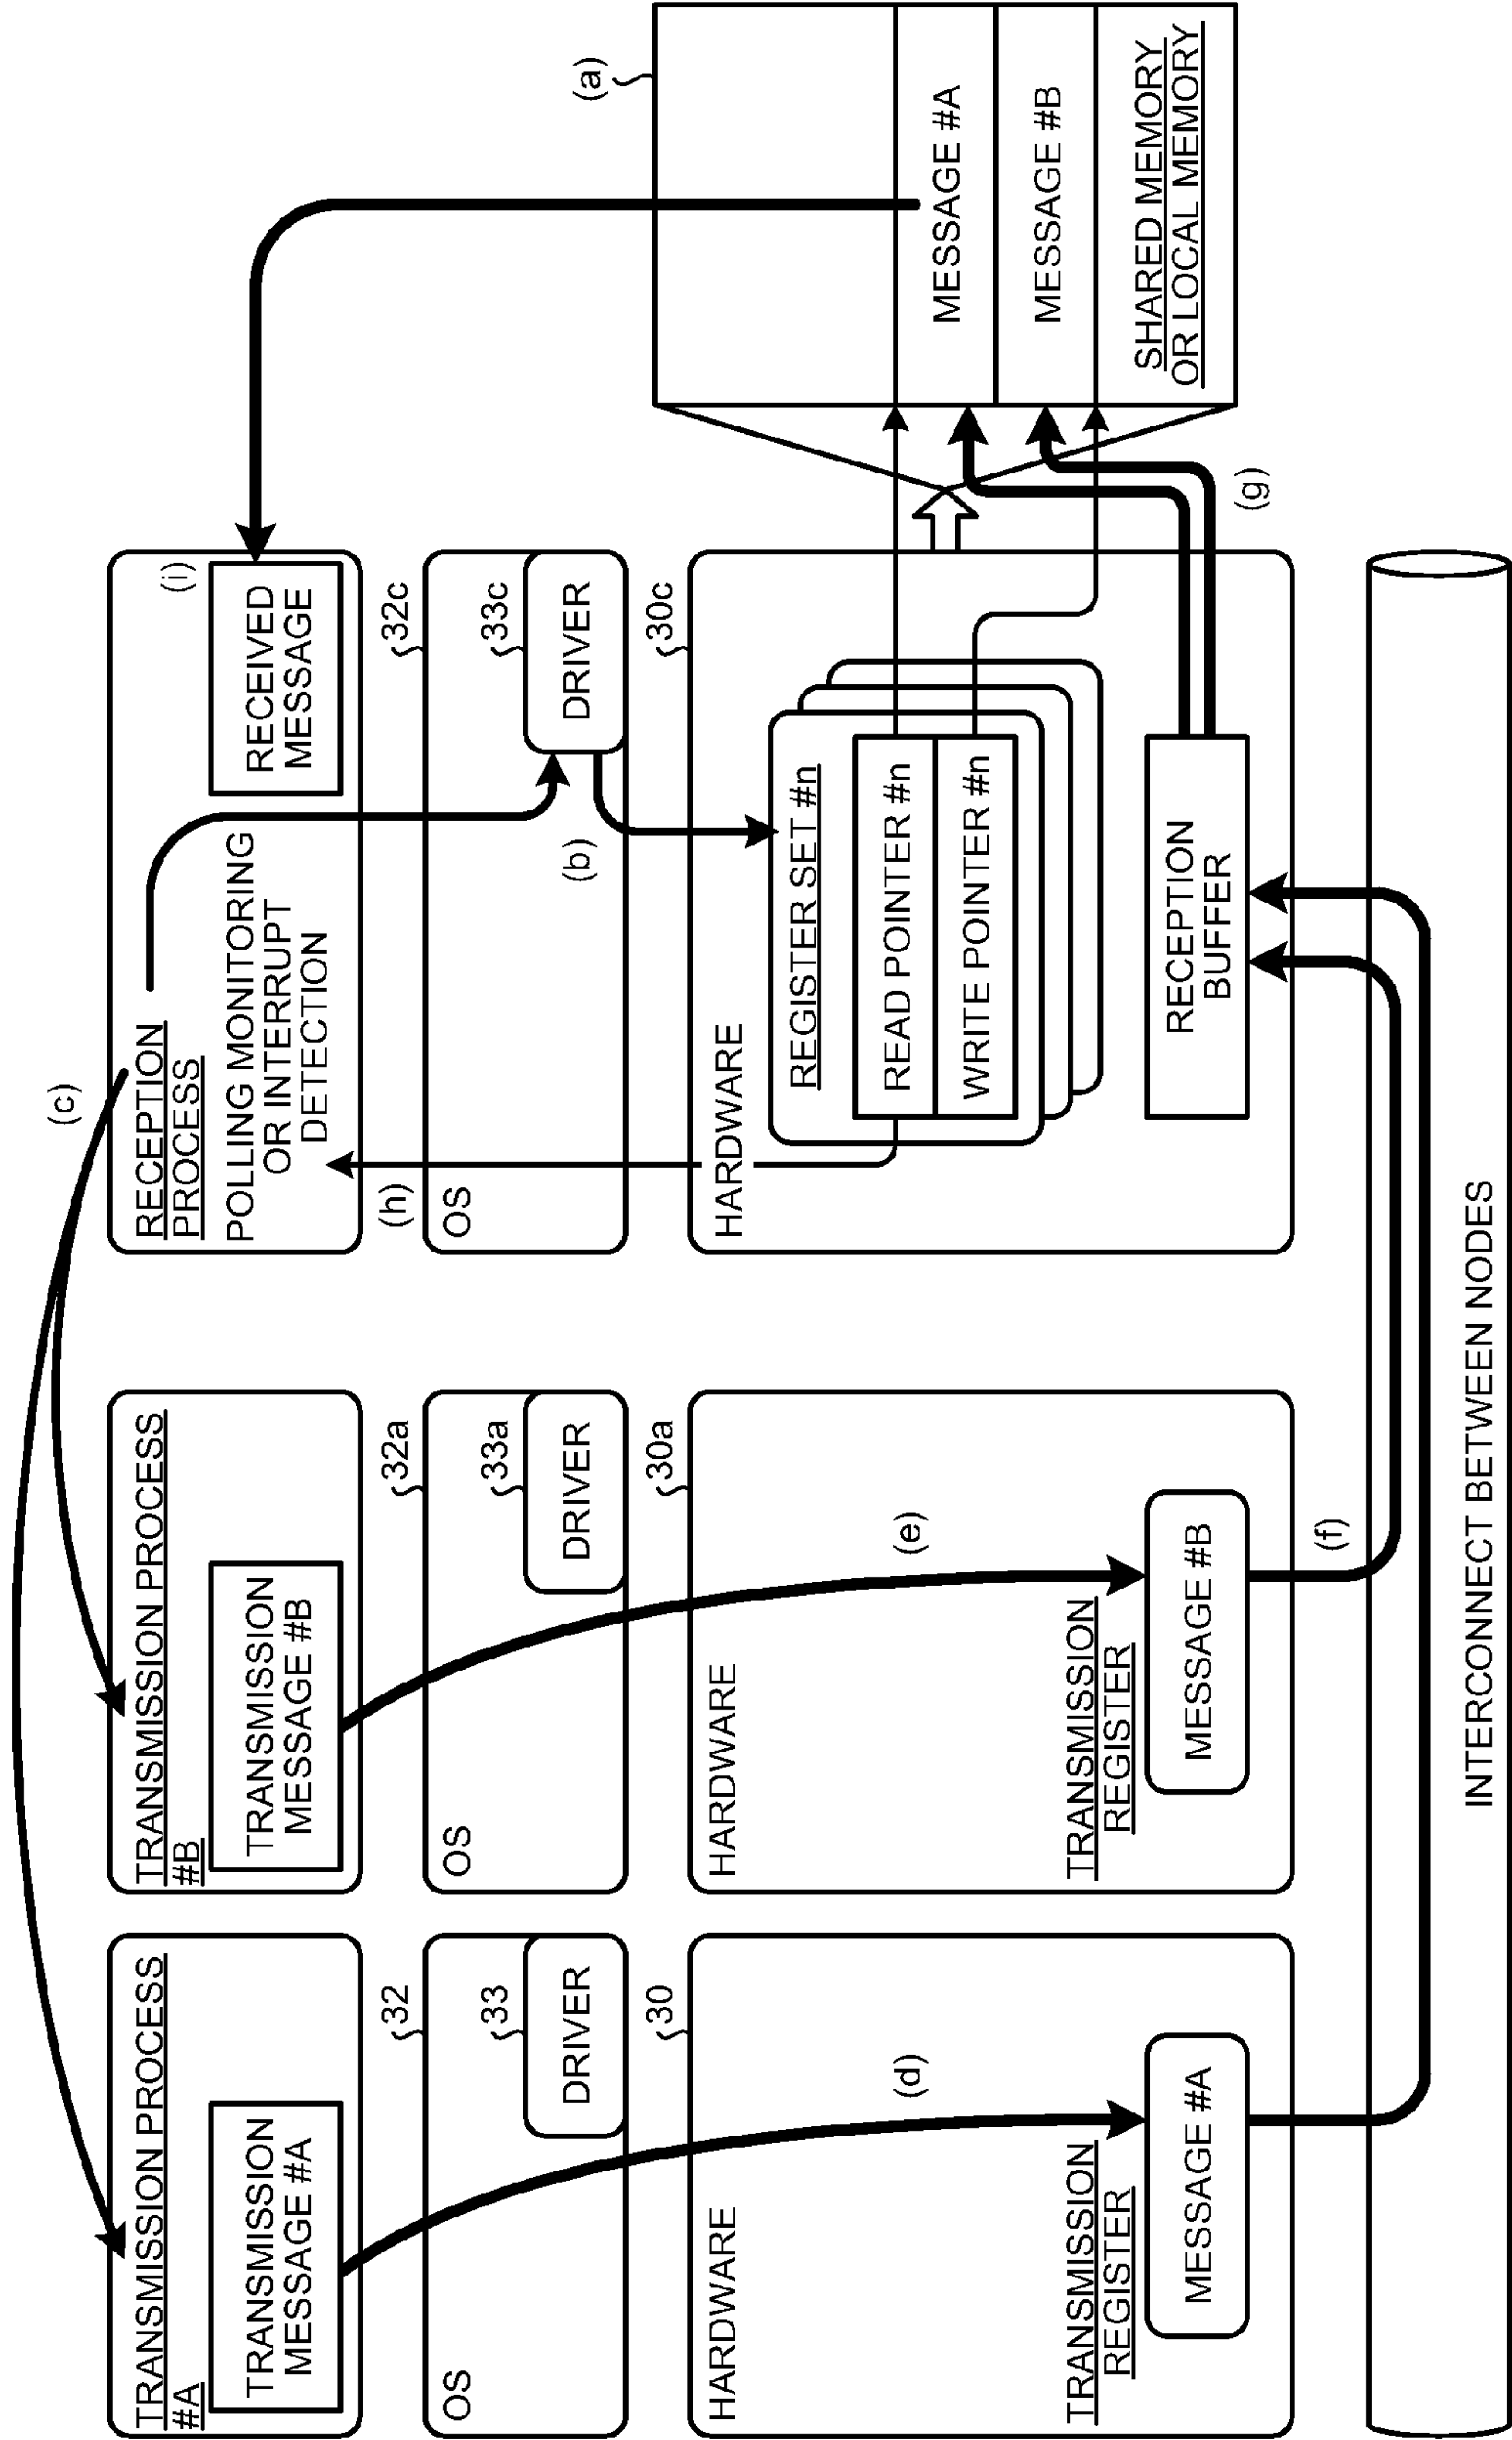 (c)
TRANSMISSION PROCESS
#A
TRANSMISSION
MESSAGE #A
32
OS
33
DRIVER
30
HARDWARE
(d)
TRANSMISSION
REGISTER
MESSAGE #A
TRANSMISSION PROCESS
#B
TRANSMISSION
MESSAGE #B
32a
OS
33a
DRIVER
30a
HARDWARE
(e)
TRANSMISSION
REGISTER
MESSAGE #B
(f)
RECEPTION
PROCESS
POLLING MONITORING
OR INTERRUPT
DETECTION
(i)
RECEIVED
MESSAGE
(h)
32c
OS
33c
DRIVER
(b)
30c
HARDWARE
REGISTER SET #n
READ POINTER #n
WRITE POINTER #n
RECEPTION
BUFFER
(g)
(a)
MESSAGE #A
MESSAGE #B
SHARED MEMORY
OR LOCAL MEMORY
INTERCONNECT BETWEEN NODES